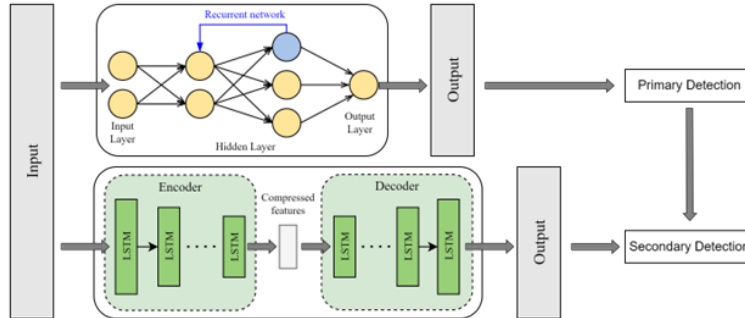 Recurrent network
Input
Layer
Hidden Layer
Output
Layer
Output
Primary Detection
Input
Encoder
LSTM
LSTM
LSTM
Compressed
features
Decoder
LSTM
LSTM
LSTM
Output
Secondary Detection